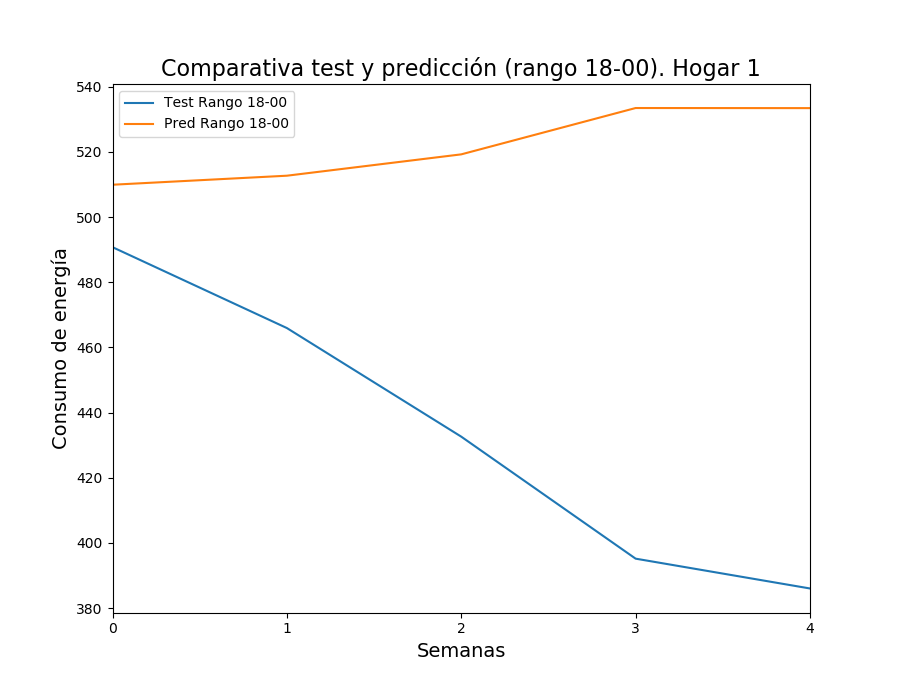 Comparativa test y predicción (rango 18-00). Hogar 1
Test Rango 18-00
Pred Rango 18-00
Consumo de energía
540
520
500
480
460
440
420
400
380
0 1 2 3 4
Semanas